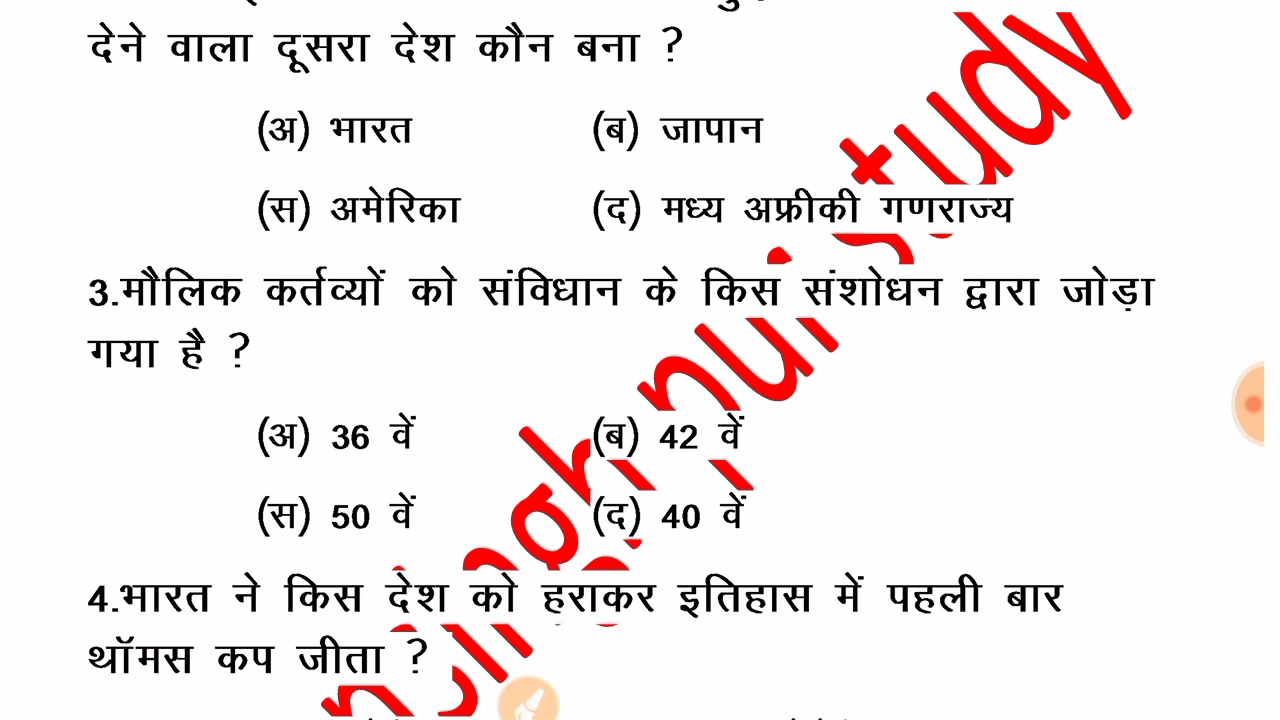 देने वाला दूसरा देश कौन बना ?
(अ) भारत (ब) जापान
(स) अमेरिका (द) मध्य अफ्रीकी गणराज्य
3.मौलिक कर्तव्यों को संविधान के किस संशोधन द्वारा जोड़ा
गया है ?
(अ) 36 वें (ब) 42 वें
(स) 50 वें (द) 40 वें
4.भारत ने किस देश को हराकर इतिहास में पहली बार
थॉमस कप जीता ?
study